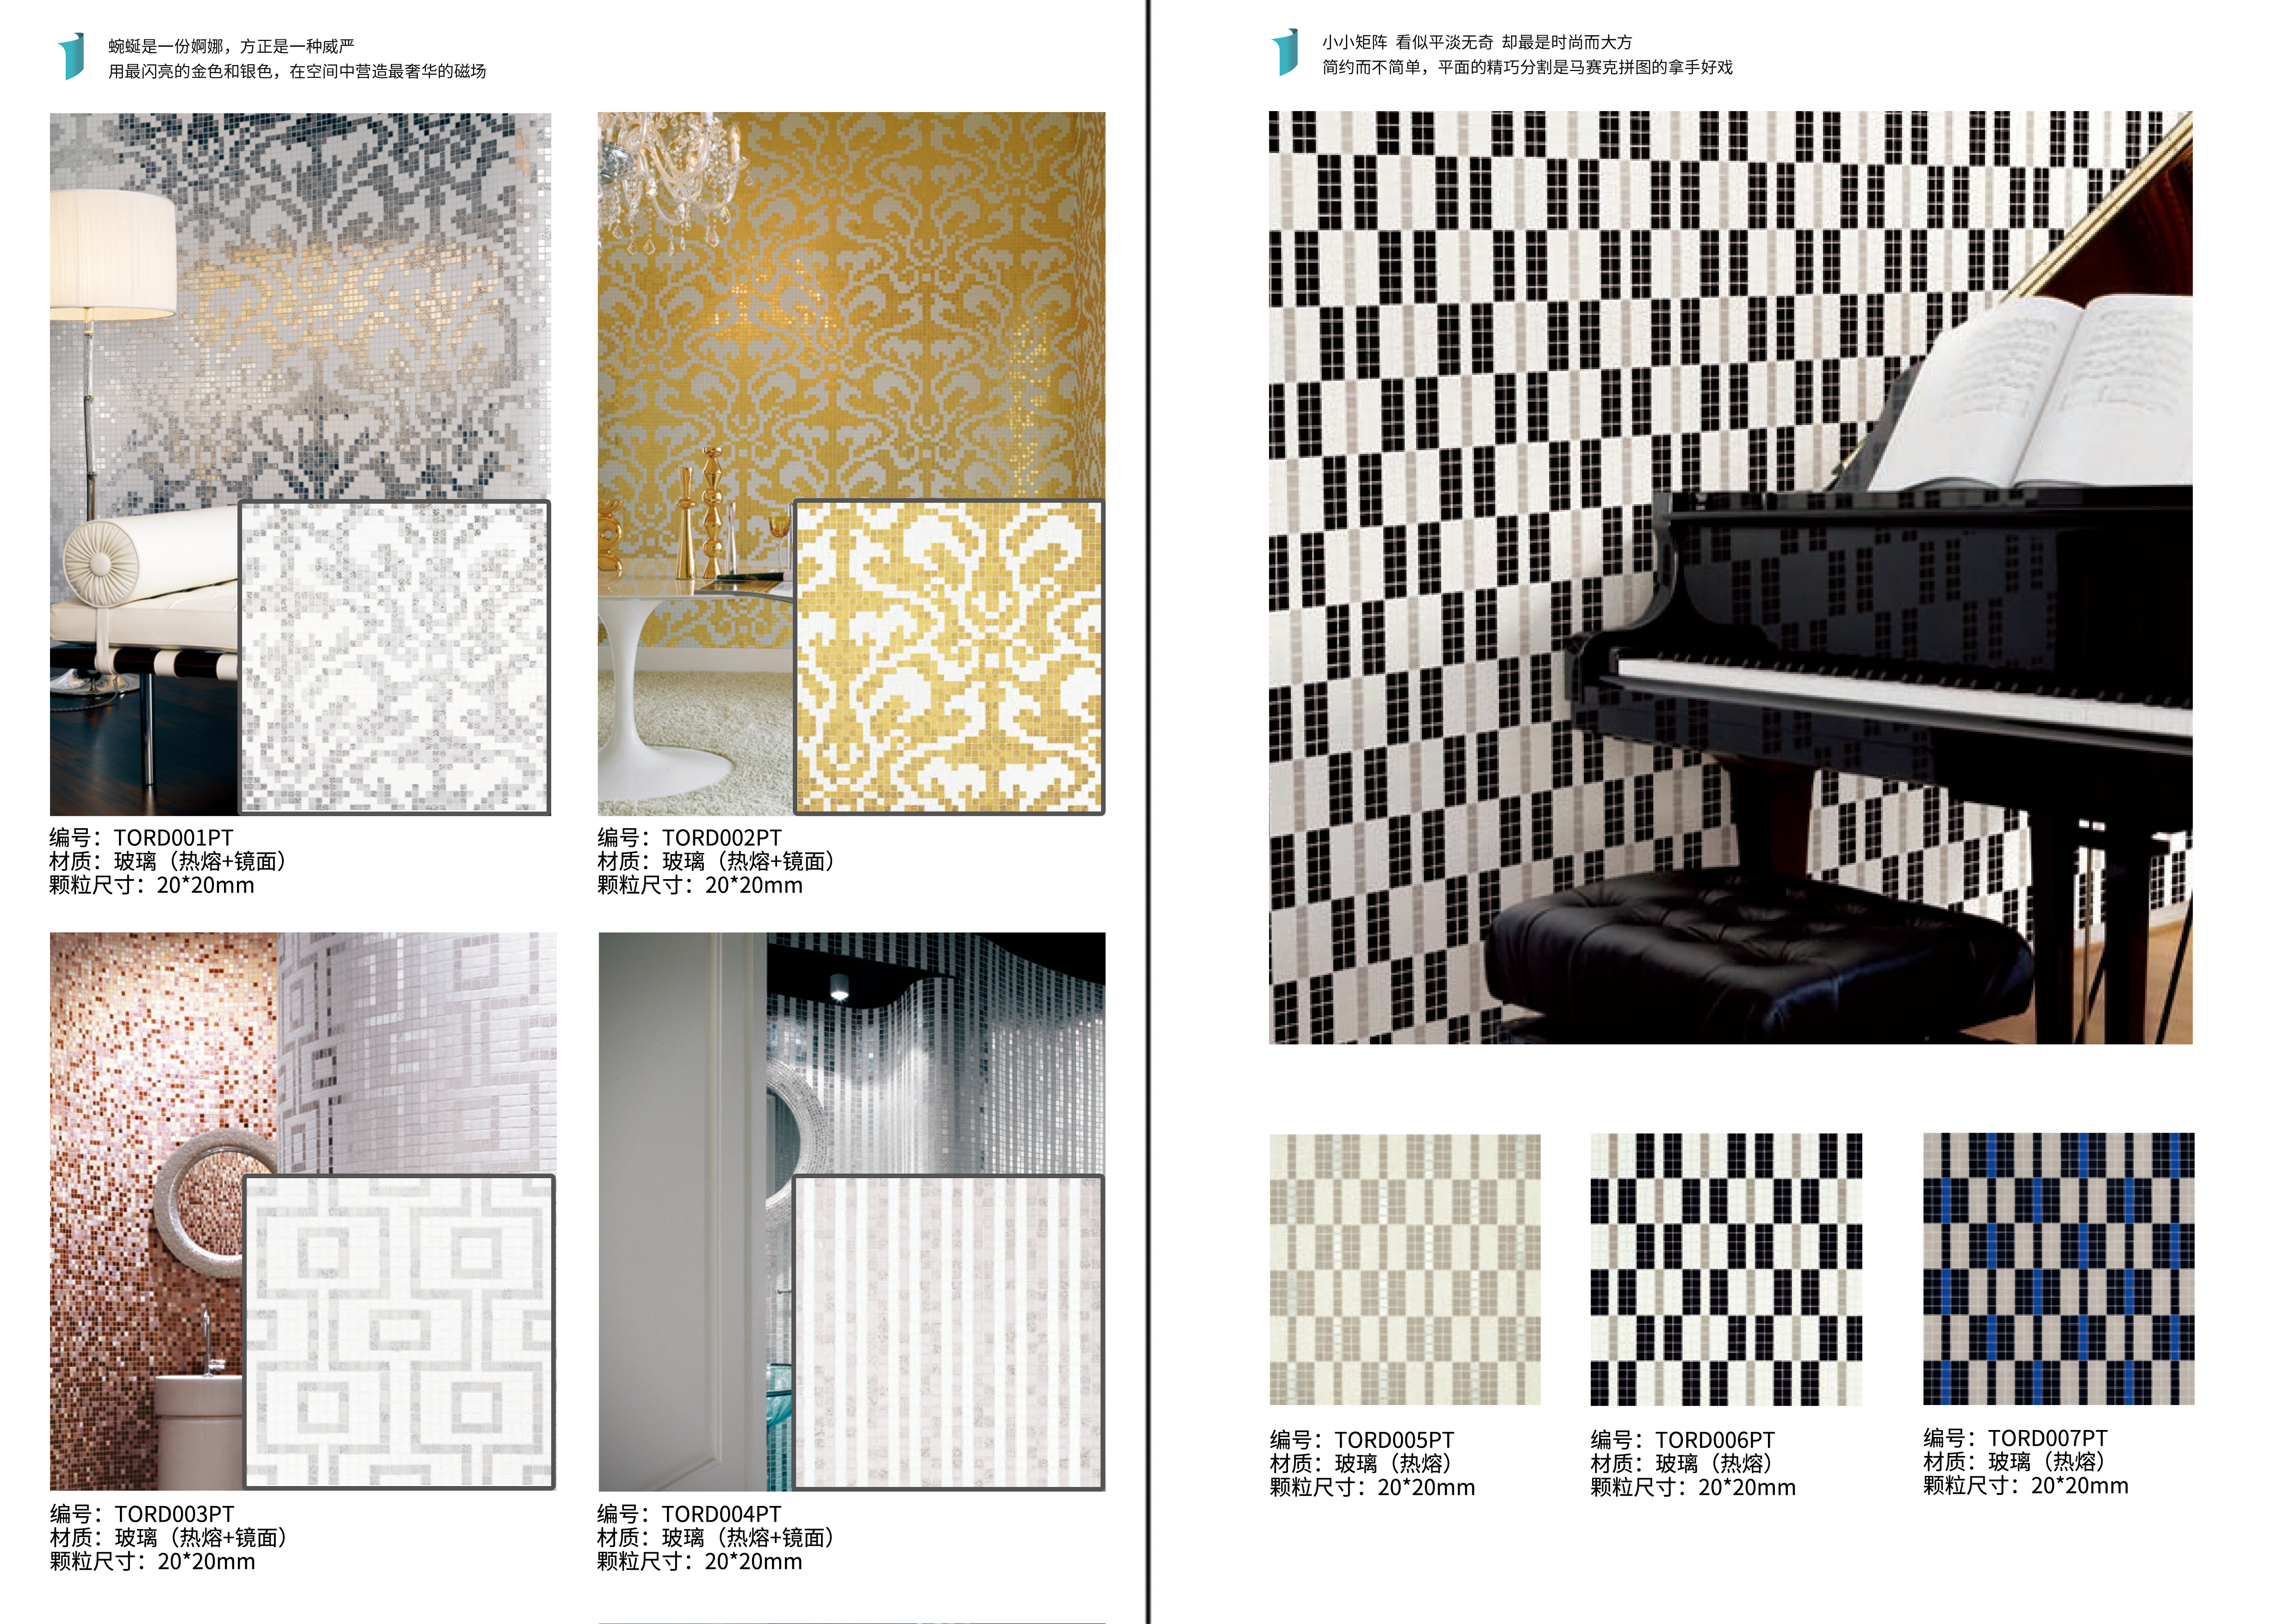 蜿蜒是一份婀娜，方正是一种威严
用最闪亮的金色和银色，在空间中营造最奢华的磁场
编号：TORD001PT
材质：玻璃（热熔+镜面）
颗粒尺寸：20*20mm
编号：TORD002PT
材质：玻璃（热熔+镜面）
颗粒尺寸：20*20mm
编号：TORD003PT
材质：玻璃（热熔+镜面）
颗粒尺寸：20*20mm
编号：TORD004PT
材质：玻璃（热熔+镜面）
颗粒尺寸：20*20mm
小小矩阵 看似平淡无奇 却最是时尚而大方
简约而不简单，平面的精巧分割是马赛克拼图的拿手好戏
编号：TORD005PT
材质：玻璃（热熔）
颗粒尺寸：20*20mm
编号：TORD006PT
材质：玻璃（热熔）
颗粒尺寸：20*20mm
编号：TORD007PT
材质：玻璃（热熔）
颗粒尺寸：20*20mm